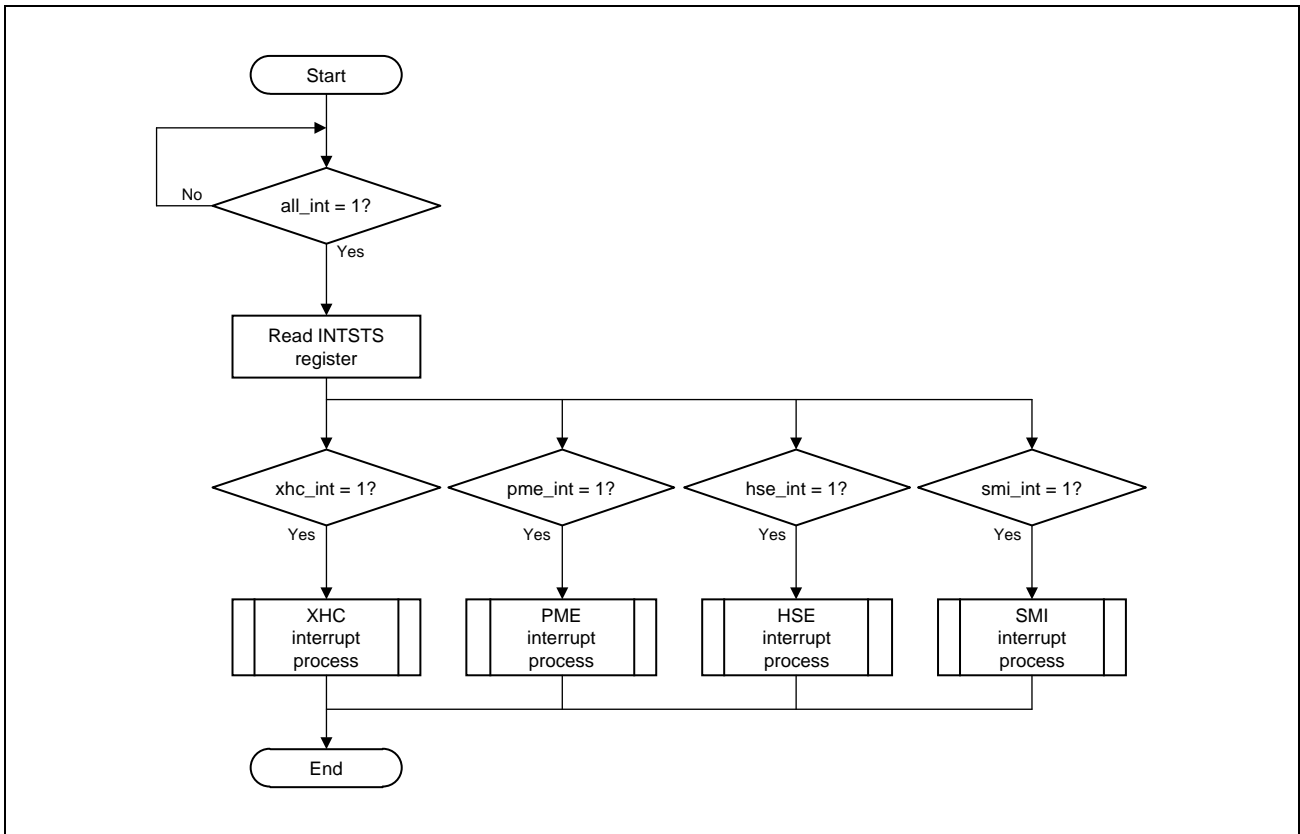 Start
No
all_int = 1?
Yes
Read INTSTS
register
xhc_int = 1?
pme_int = 1?
hse_int = 1?
smi_int = 1?
Yes
Yes
Yes
Yes
XHC
interrupt
process
PME
interrupt
process
HSE
interrupt
process
SMI
interrupt
process
End